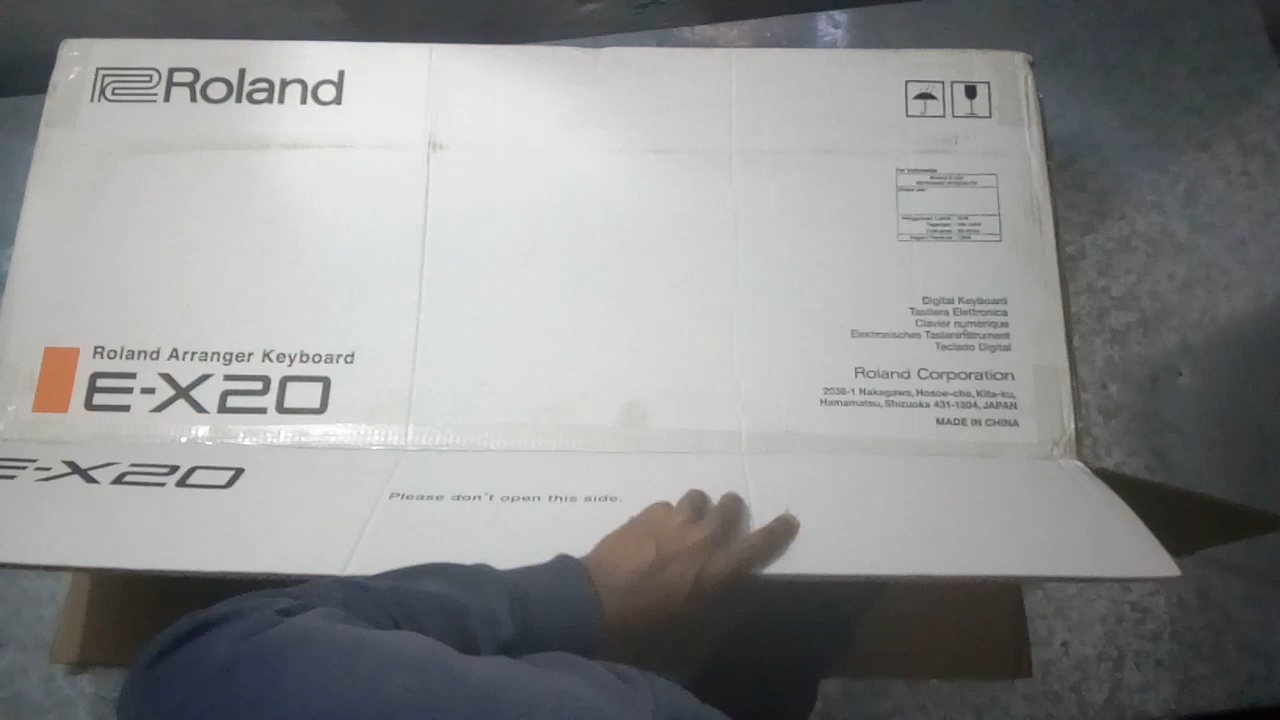 Roland
For Indonesia
Digital Keyboard
Tastiera Elettronica
Clavier numérique
Elektronisches Tasteninstrument
Teclado Digital
Roland Arranger Keyboard
E-X20
Roland Corporation
2036-1 Nakagawa, Hosoe-cho, Kita-ku,
Hamamatsu, Shizuoka 431-1304, JAPAN
MADE IN CHINA
E-X20
Please don't open this side.